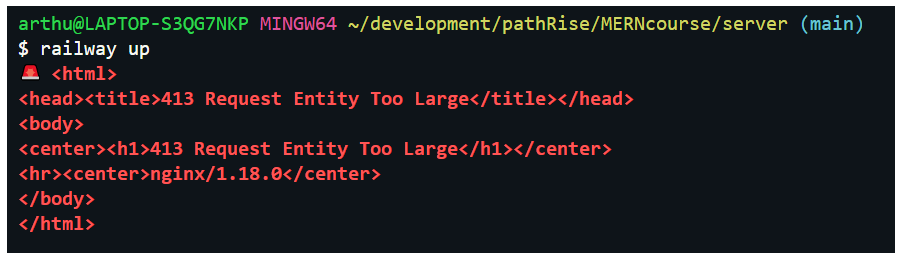 arthu@LAPTOP-S3QG7NKP MINGW64 ~/development/pathRise/MERNcourse/server (main)
$ railway up
🚨 <html>
<head><title>413 Request Entity Too Large</title></head>
<body>
<center><h1>413 Request Entity Too Large</h1></center>
<hr><center>nginx/1.18.0</center>
</body>
</html>